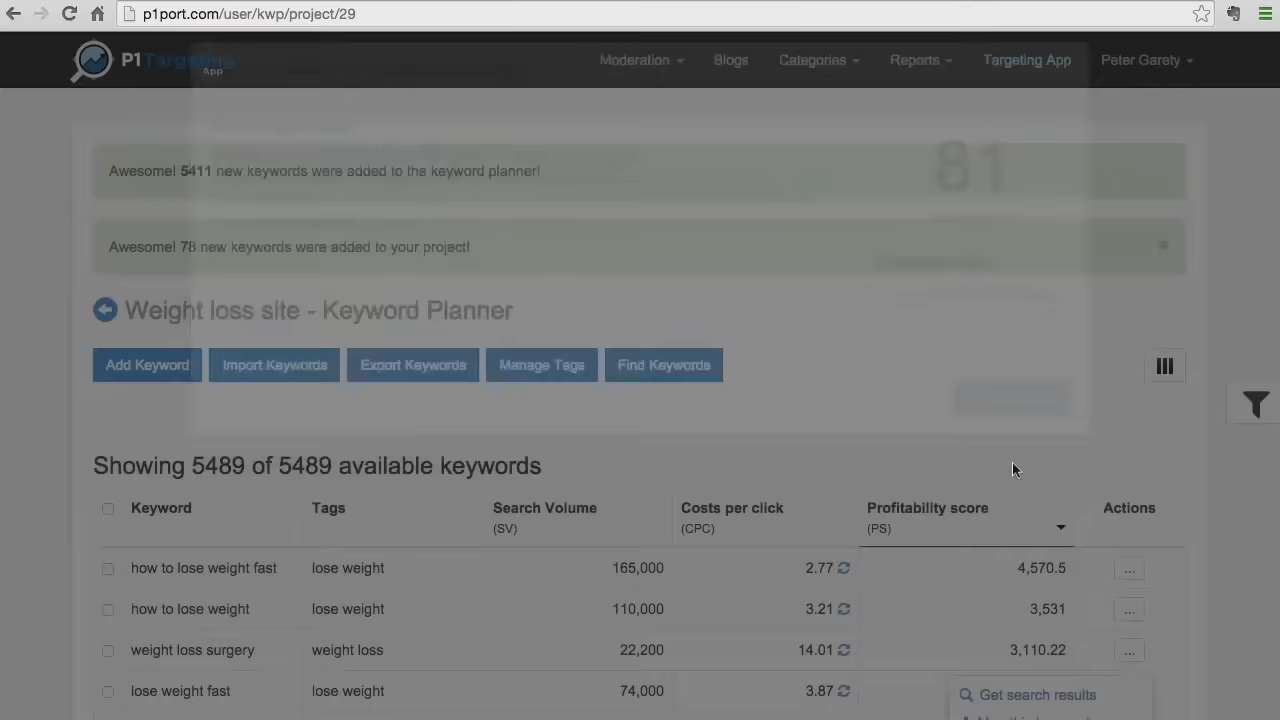 p1port.com/user/kwp/project/29
P1 Targeting App
Moderation Blogs Categories Reports Targeting App Peter Garety
81
Awesome! 5411 new keywords were added to the keyword planner!
Awesome! 78 new keywords were added to your project!
Weight loss site - Keyword Planner
Add Keyword Import Keywords Export Keywords Manage Tags Find Keywords
Showing 5489 of 5489 available keywords
Keyword Tags Search Volume Costs per click Profitability score Actions
(SV) (CPC) (PS)
how to lose weight fast lose weight 165,000 2.77 4,570.5 ...
how to lose weight lose weight 110,000 3.21 3,531 ...
weight loss surgery weight loss 22,200 14.01 3,110.22 ...
lose weight fast lose weight 74,000 3.87
Get search results